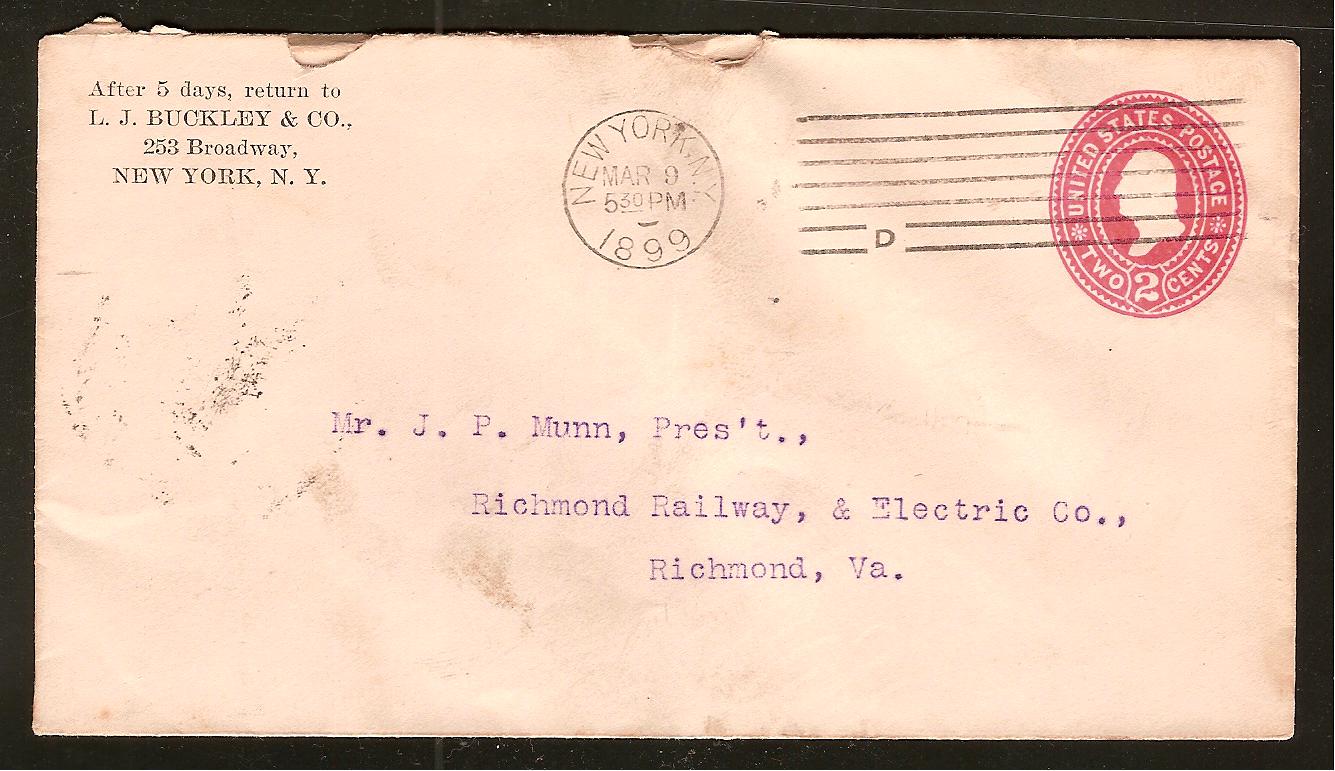 After 5 days, return to
L. J. BUCKLEY & CO.,
253 Broadway,
NEW YORK, N. Y.
NEW YORK, N.Y.
MAR 9
5 30 PM
1899
D
UNITED STATES POSTAGE
TWO 2 CENTS
Mr. J. P. Munn, Pres't.,
Richmond Railway, & Electric Co.,
Richmond, Va.